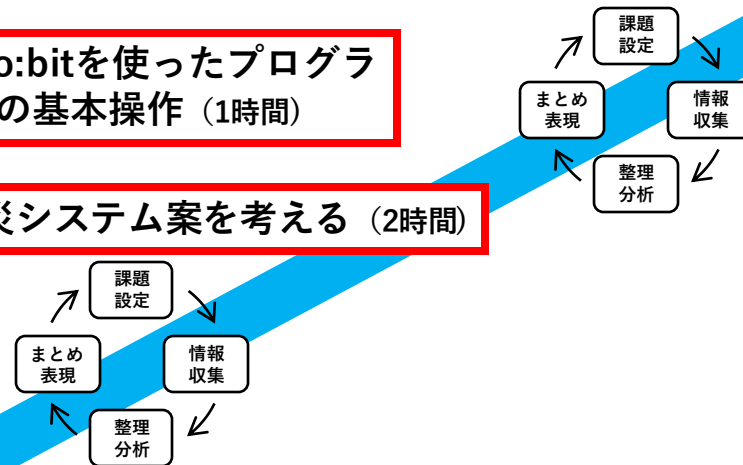 o:bitを使ったプログラ
の基本操作（1時間）
災システム案を考える（2時間）
課題
設定
まとめ
表現
情報
収集
整理
分析
課題
設定
まとめ
表現
情報
収集
整理
分析